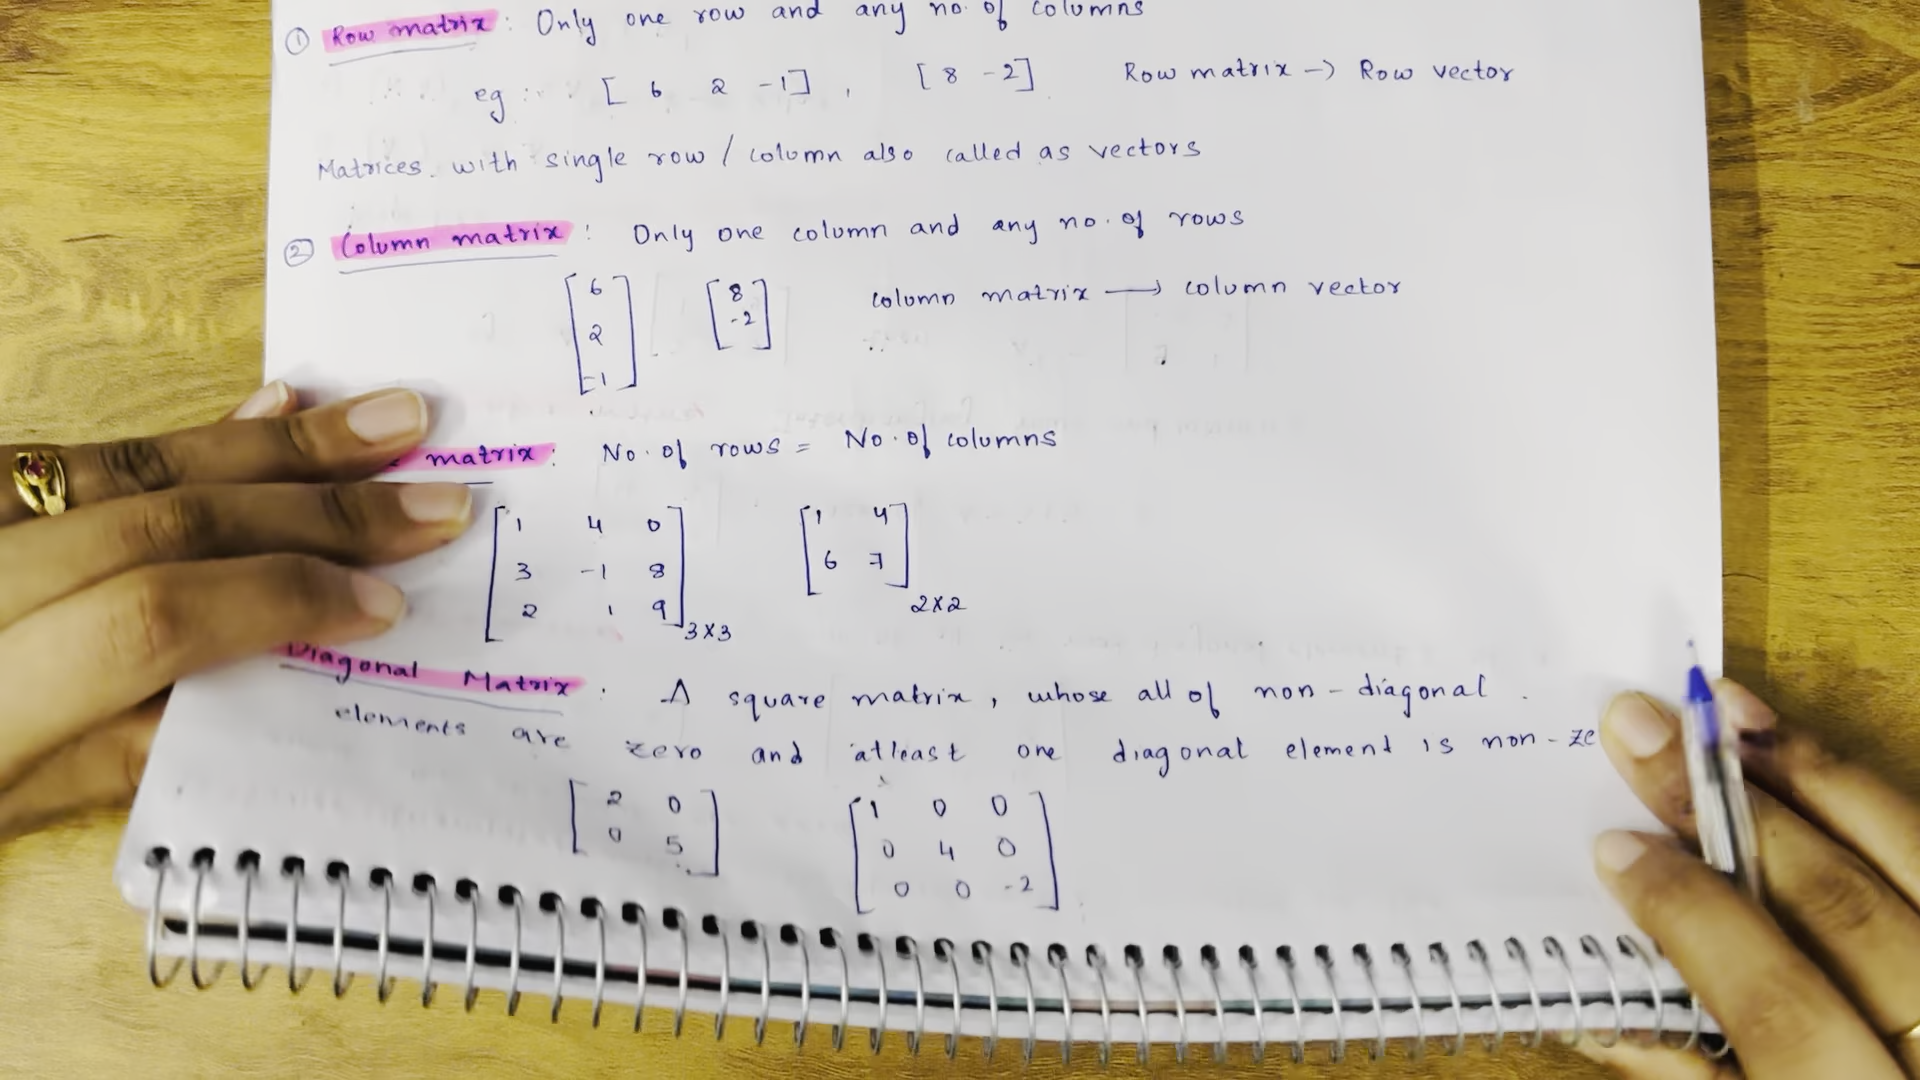 ① Row matrix : Only one row and any no. of columns
eg : [ 6 2 -1 ] , [ 8 -2 ] Row matrix -> Row vector
Matrices with single row / column also called as vectors
② Column matrix : Only one column and any no. of rows
6 8 column matrix → column vector
2 -2
-1
matrix : No. of rows = No. of columns
1 4 0 1 4
3 -1 8 6 7
2 1 9 3x3 2x2
Diagonal Matrix : A square matrix, whose all of non-diagonal
elements are zero and atleast one diagonal element is non-ze
2 0 1 0 0
0 5 0 4 0
0 0 -2